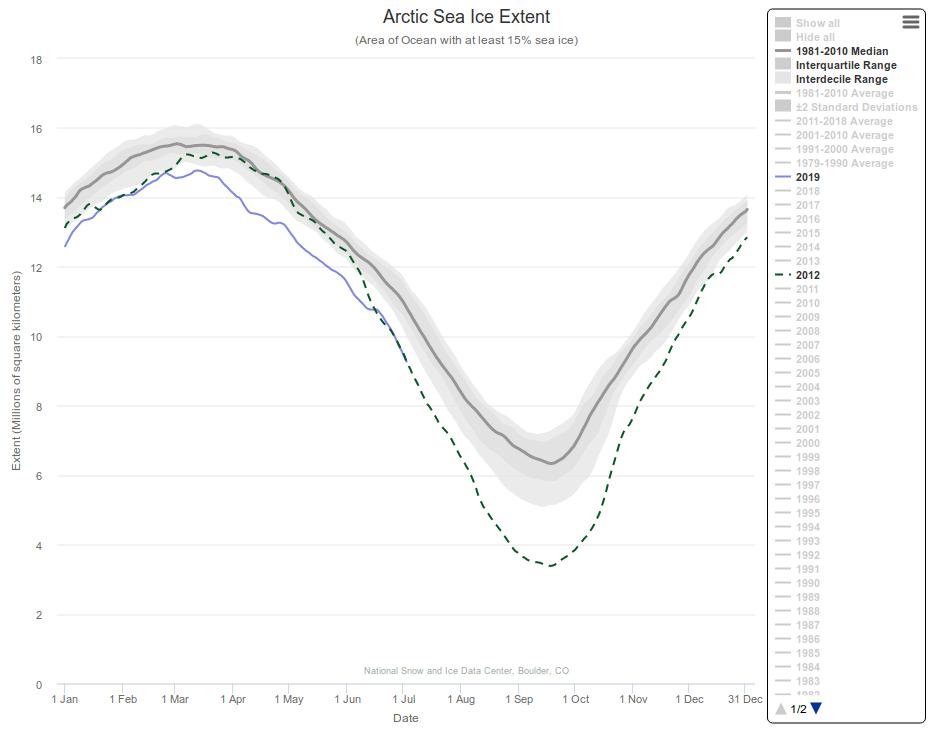 Arctic Sea Ice Extent
(Area of Ocean with at least 15% sea ice)
Extent (Millions of square kilometers)
18
16
14
12
10
8
6
4
2
0
National Snow and Ice Data Center, Boulder, CO
1 Jan 1 Feb 1 Mar 1 Apr 1 May 1 Jun 1 Jul 1 Aug 1 Sep 1 Oct 1 Nov 1 Dec 31 Dec
Date
Show all
Hide all
1981-2010 Median
Interquartile Range
Interdecile Range
1981-2010 Average
±2 Standard Deviations
2011-2018 Average
2001-2010 Average
1991-2000 Average
1979-1990 Average
2019
2018
2017
2016
2015
2014
2013
2012
2011
2010
2009
2008
2007
2006
2005
2004
2003
2002
2001
2000
1999
1998
1997
1996
1995
1994
1993
1992
1991
1990
1989
1988
1987
1986
1985
1984
1983
1/2